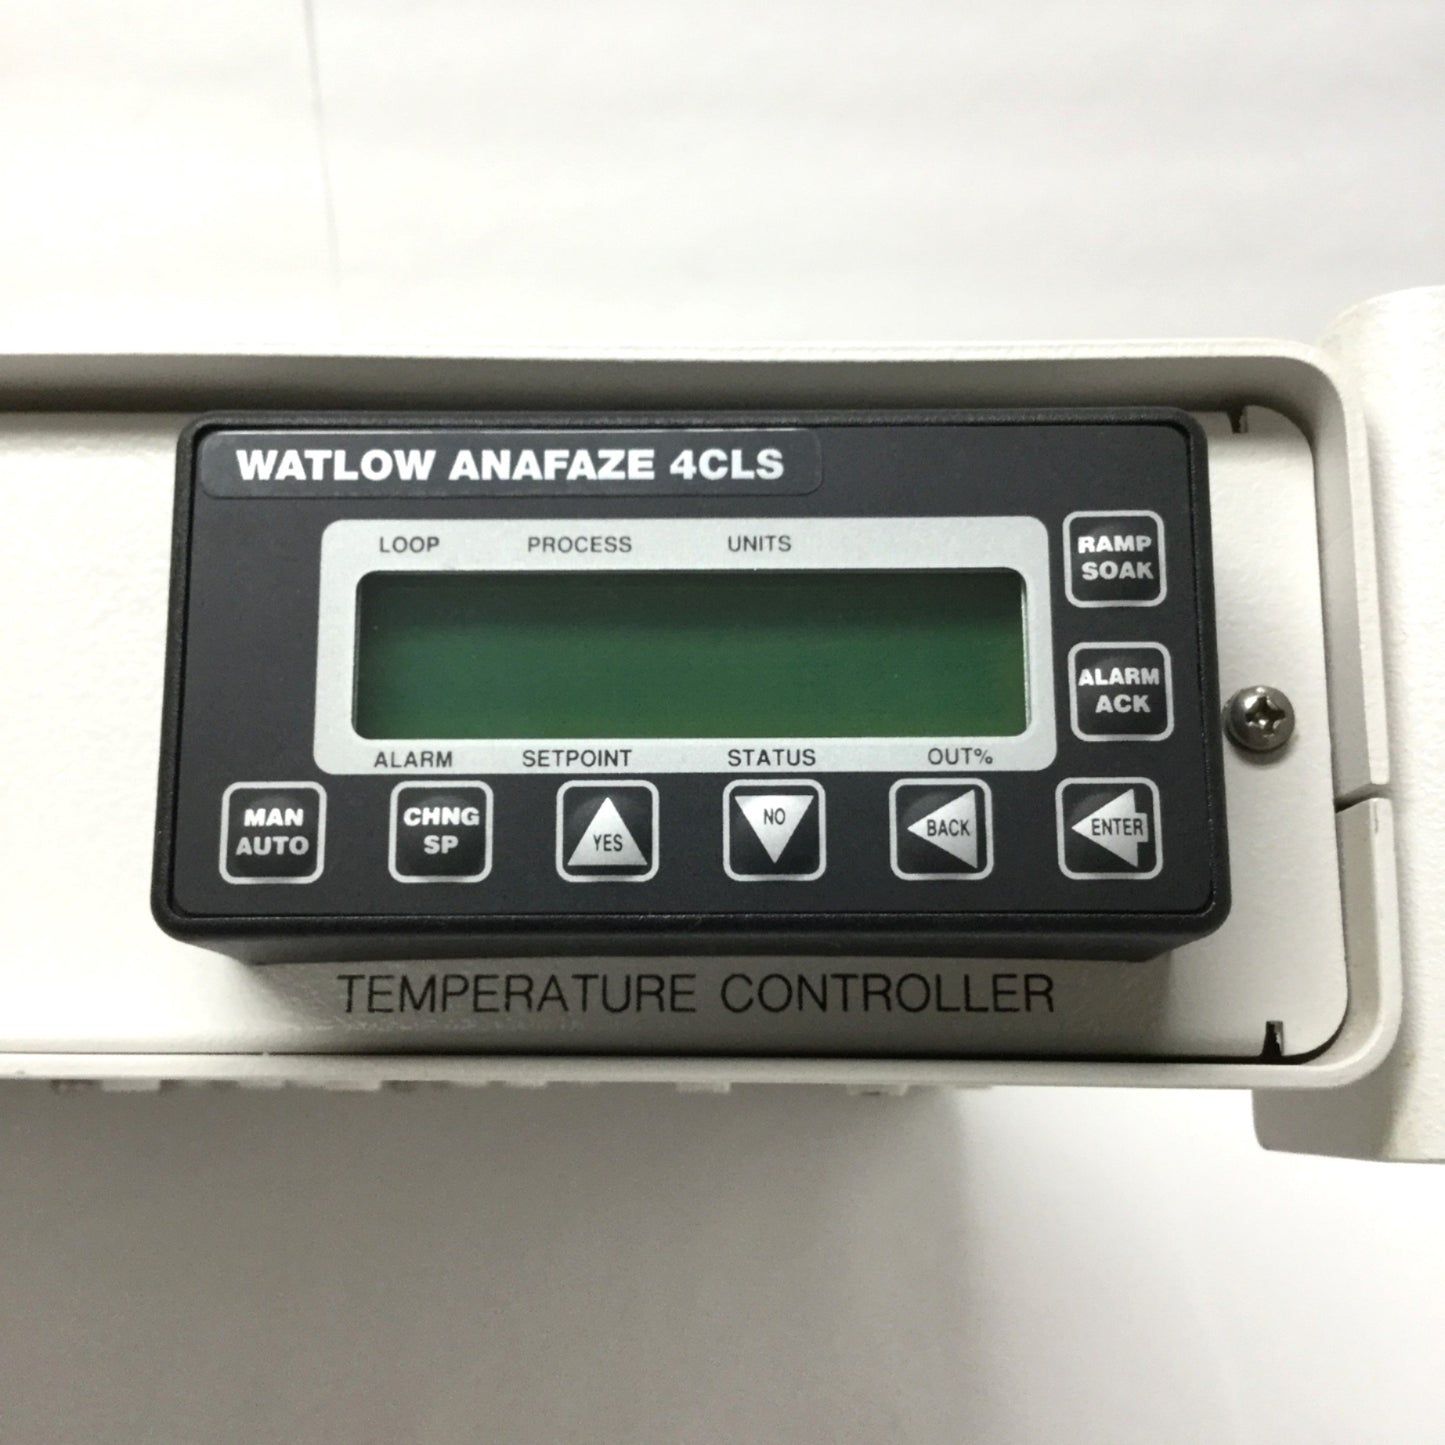 WATLOW ANAFAZE 4CLS
LOOP PROCESS UNITS
RAMP
SOAK
ALARM
ACK
ALARM SETPOINT STATUS OUT%
MAN
AUTO
CHNG
SP
YES
NO
BACK
ENTER
TEMPERATURE CONTROLLER